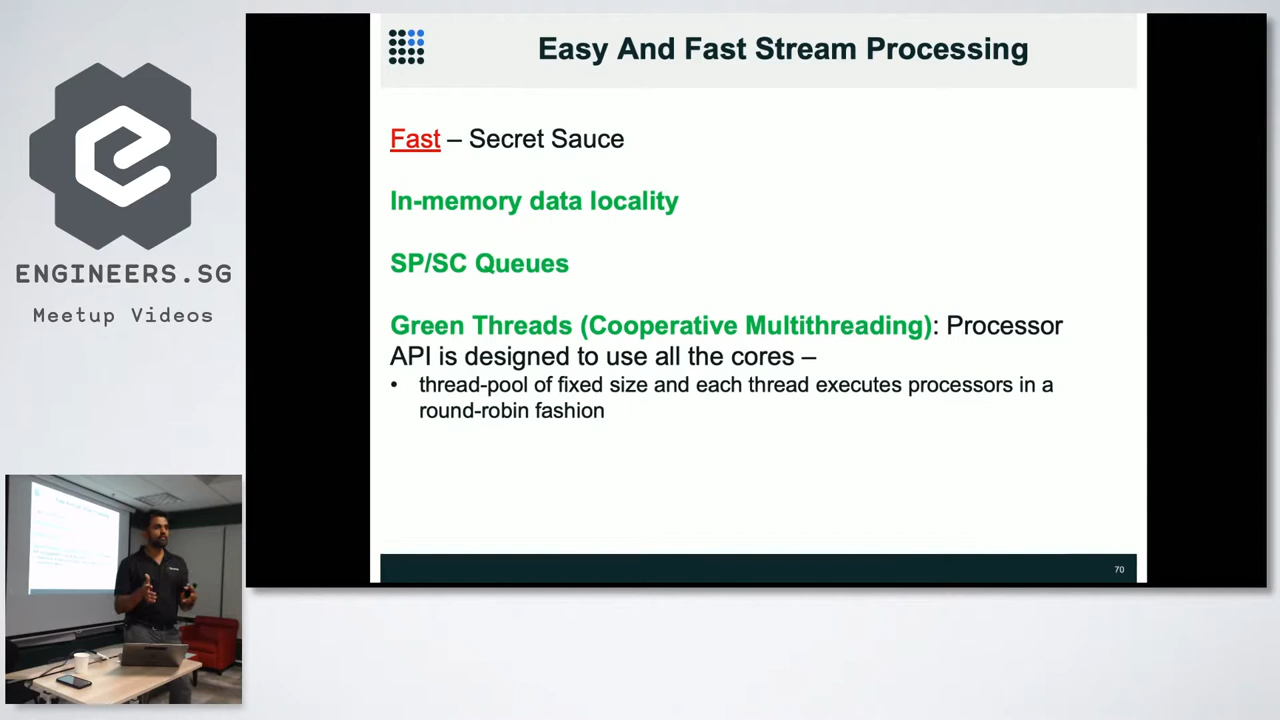 Easy And Fast Stream Processing
Fast – Secret Sauce
In-memory data locality
SP/SC Queues
Green Threads (Cooperative Multithreading): Processor
API is designed to use all the cores –
• thread-pool of fixed size and each thread executes processors in a
round-robin fashion
70
ENGINEERS.SG
Meetup Videos